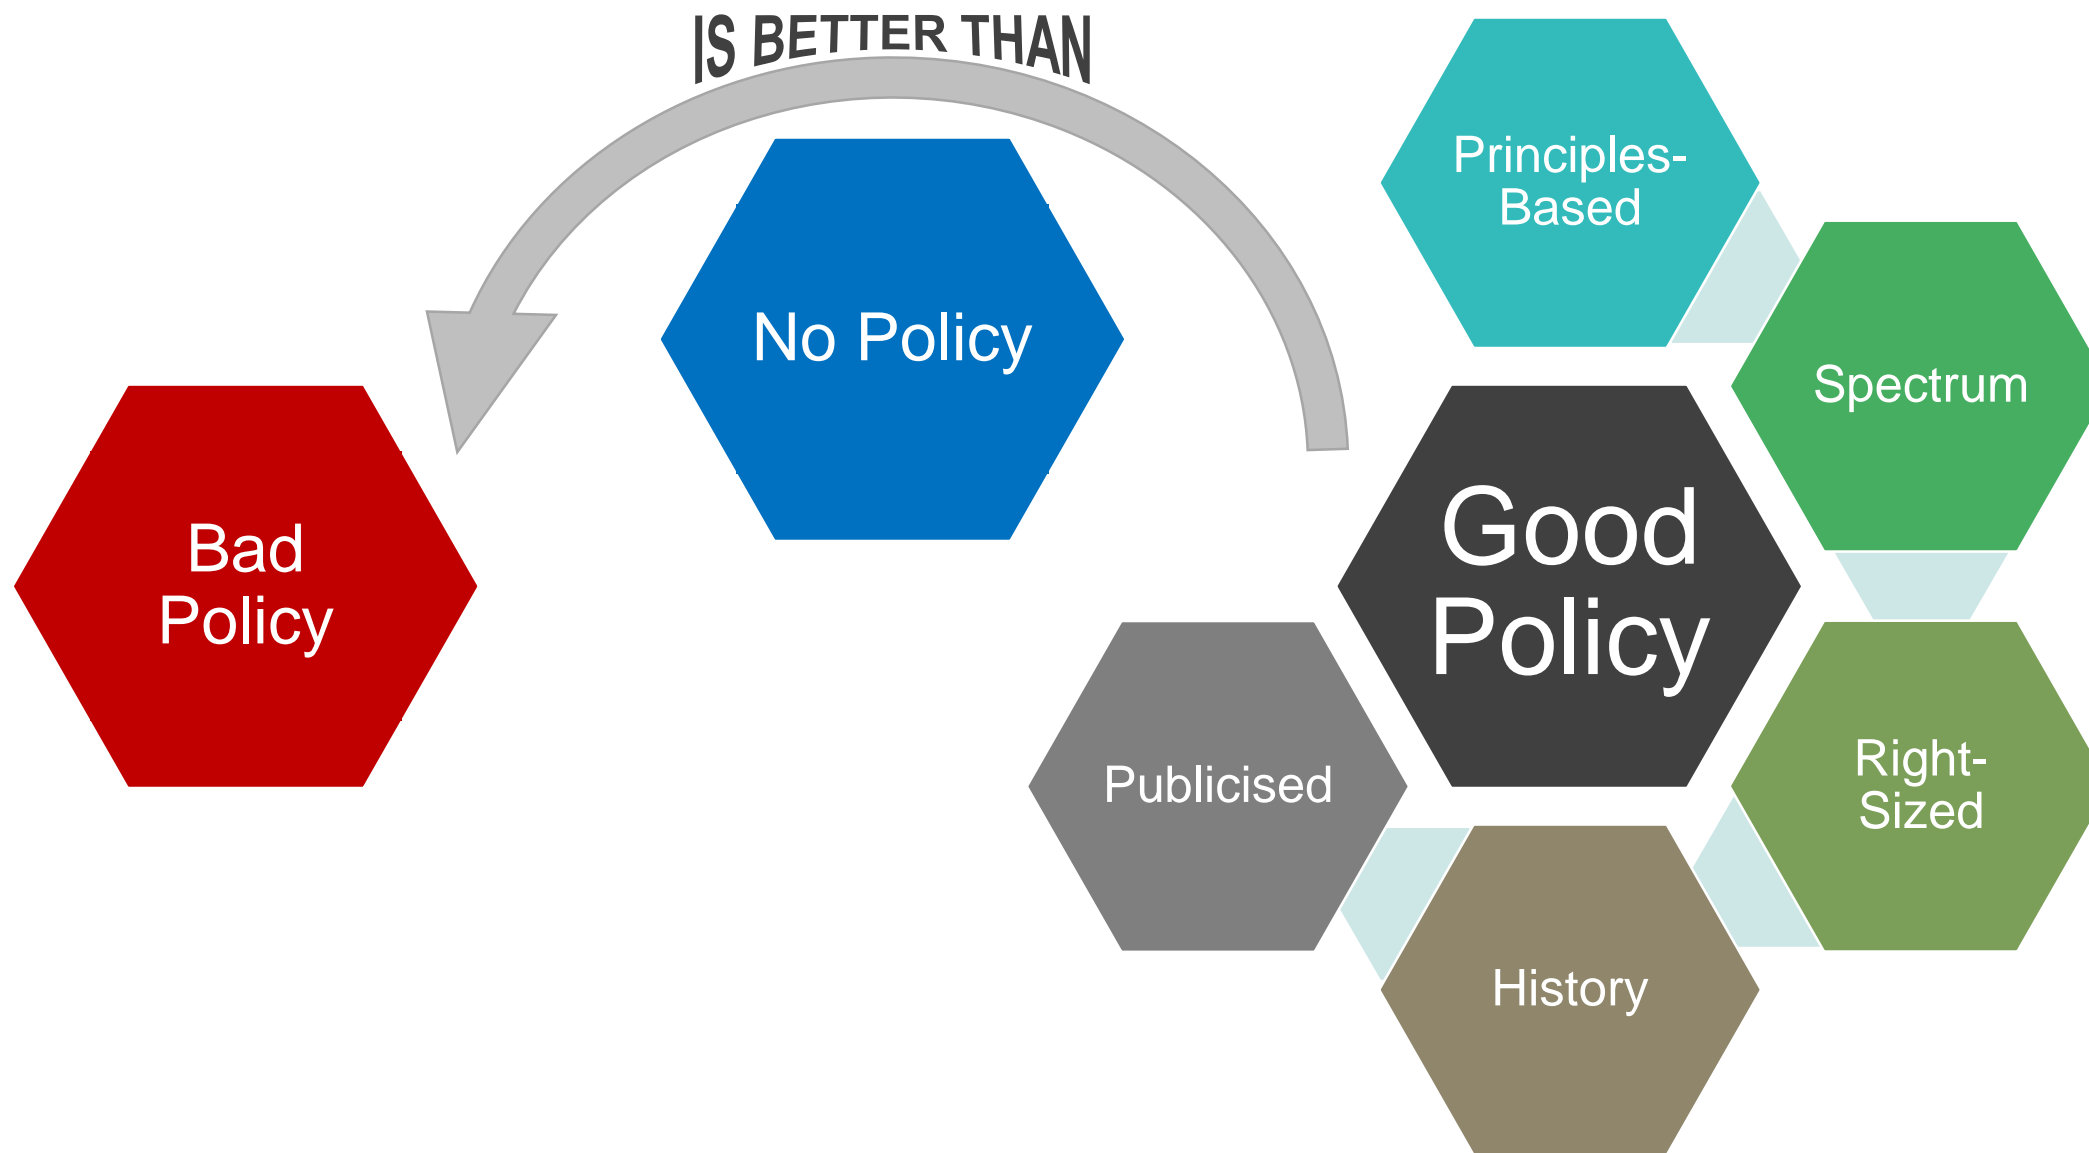 IS BETTER THAN
No Policy
Bad
Policy
Good
Policy
Principles-
Based
Spectrum
Right-
Sized
History
Publicised